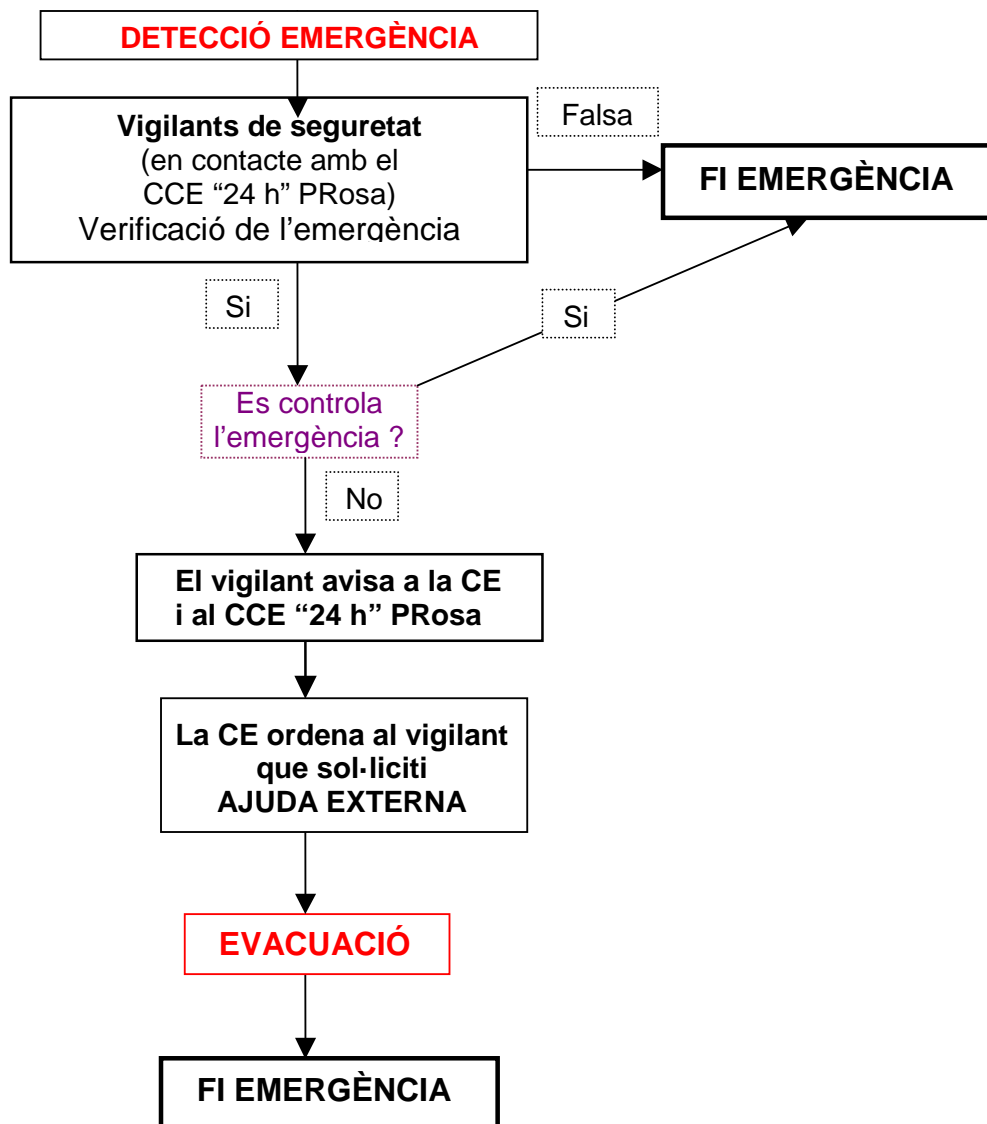 DETECCIÓ EMERGÈNCIA
Vigilants de seguretat
(en contacte amb el
CCE “24 h” PRosa)
Verificació de l’emergència
Falsa
FI EMERGÈNCIA
Si
Si
Es controla
l’emergència ?
No
El vigilant avisa a la CE
i al CCE “24 h” PRosa
La CE ordena al vigilant
que sol·liciti
AJUDA EXTERNA
EVACUACIÓ
FI EMERGÈNCIA